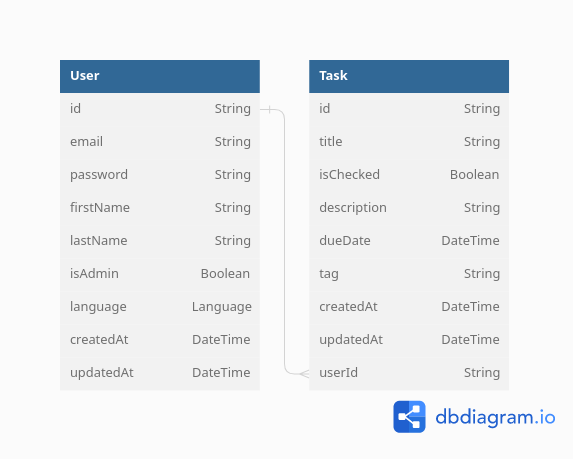 User
id String
email String
password String
firstName String
lastName String
isAdmin Boolean
language Language
createdAt DateTime
updatedAt DateTime
Task
id String
title String
isChecked Boolean
description String
dueDate DateTime
tag String
createdAt DateTime
updatedAt DateTime
userId String
dbdiagram.io